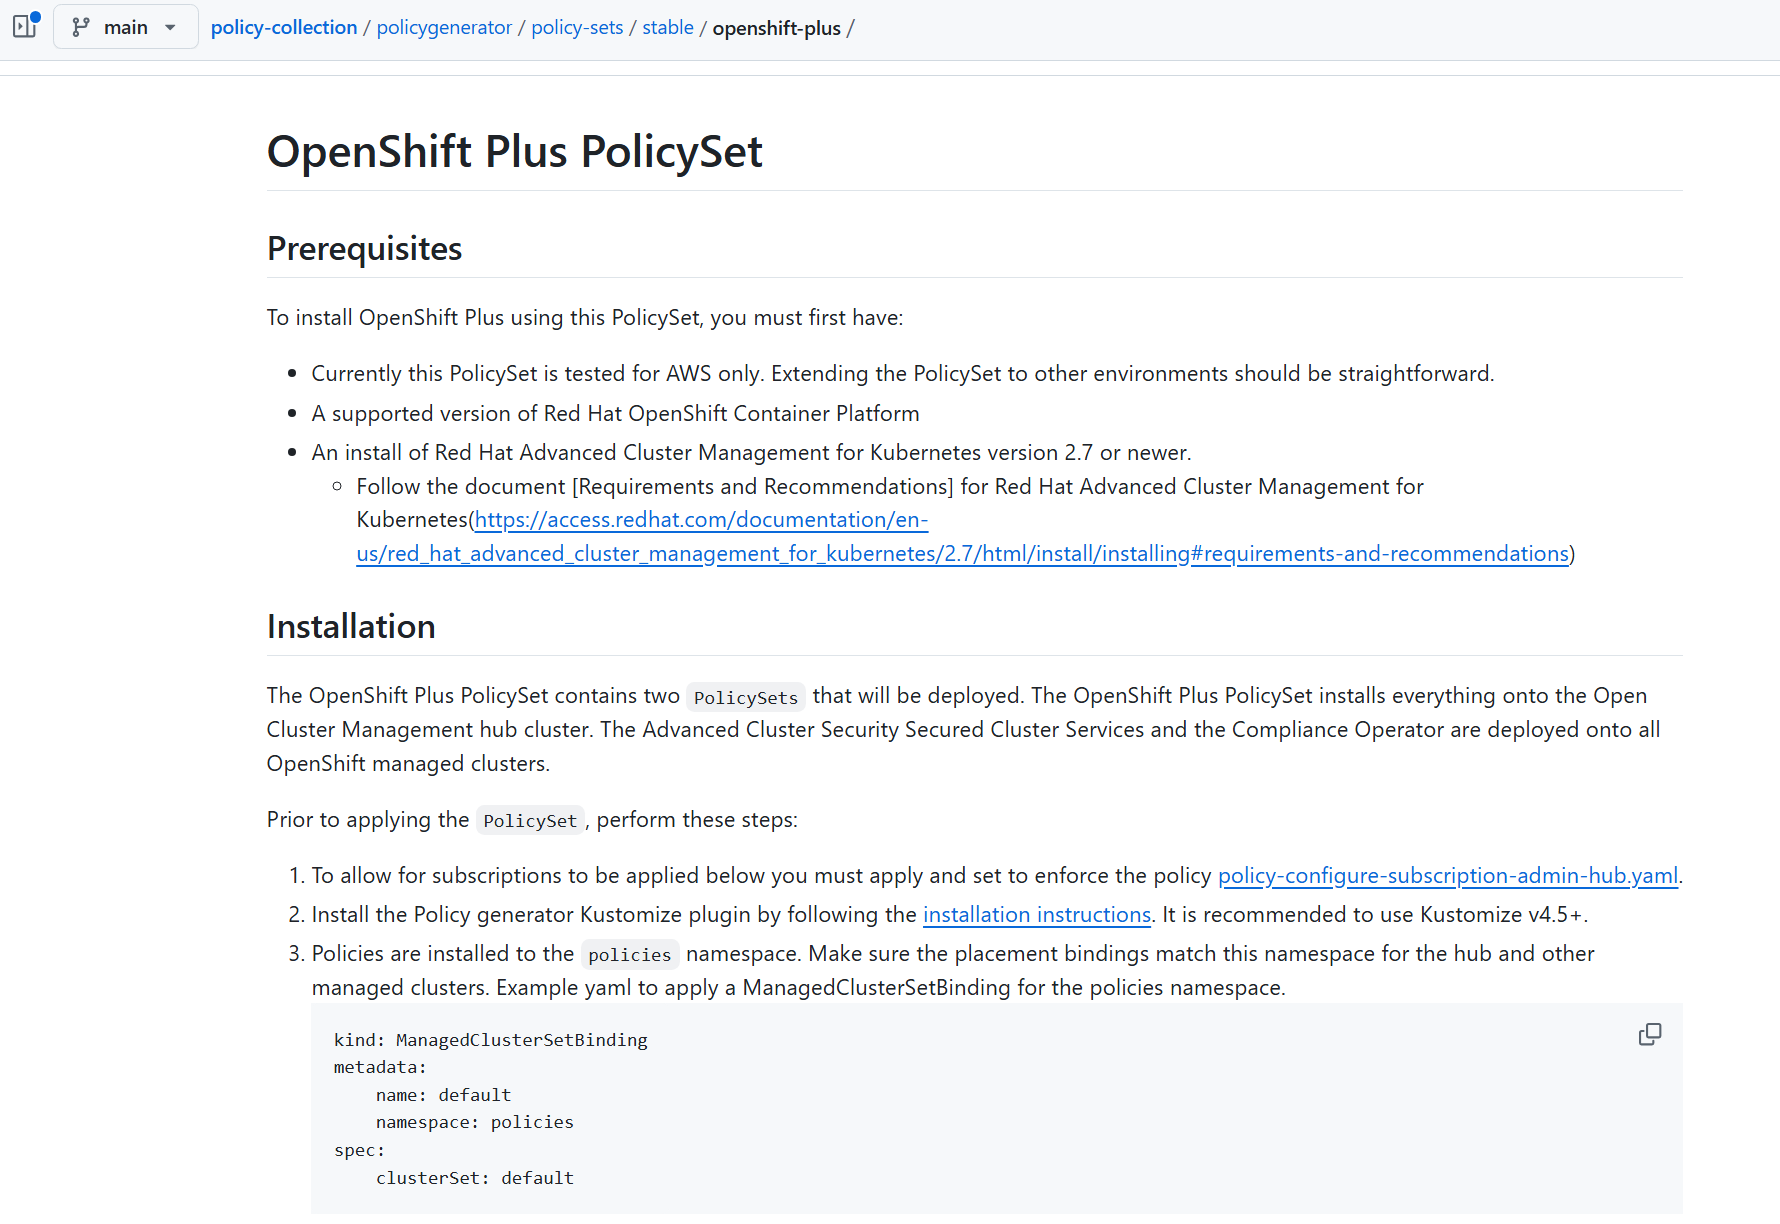 main
policy-collection / policygenerator / policy-sets / stable / openshift-plus /
OpenShift Plus PolicySet
Prerequisites
To install OpenShift Plus using this PolicySet, you must first have:
• Currently this PolicySet is tested for AWS only. Extending the PolicySet to other environments should be straightforward.
• A supported version of Red Hat OpenShift Container Platform
• An install of Red Hat Advanced Cluster Management for Kubernetes version 2.7 or newer.
◦ Follow the document [Requirements and Recommendations] for Red Hat Advanced Cluster Management for
Kubernetes(https://access.redhat.com/documentation/en-
us/red_hat_advanced_cluster_management_for_kubernetes/2.7/html/install/installing#requirements-and-recommendations)
Installation
The OpenShift Plus PolicySet contains two PolicySets that will be deployed. The OpenShift Plus PolicySet installs everything onto the Open
Cluster Management hub cluster. The Advanced Cluster Security Secured Cluster Services and the Compliance Operator are deployed onto all
OpenShift managed clusters.
Prior to applying the PolicySet, perform these steps:
1. To allow for subscriptions to be applied below you must apply and set to enforce the policy policy-configure-subscription-admin-hub.yaml.
2. Install the Policy generator Kustomize plugin by following the installation instructions. It is recommended to use Kustomize v4.5+.
3. Policies are installed to the policies namespace. Make sure the placement bindings match this namespace for the hub and other
managed clusters. Example yaml to apply a ManagedClusterSetBinding for the policies namespace.
kind: ManagedClusterSetBinding
metadata:
    name: default
    namespace: policies
spec:
    clusterSet: default